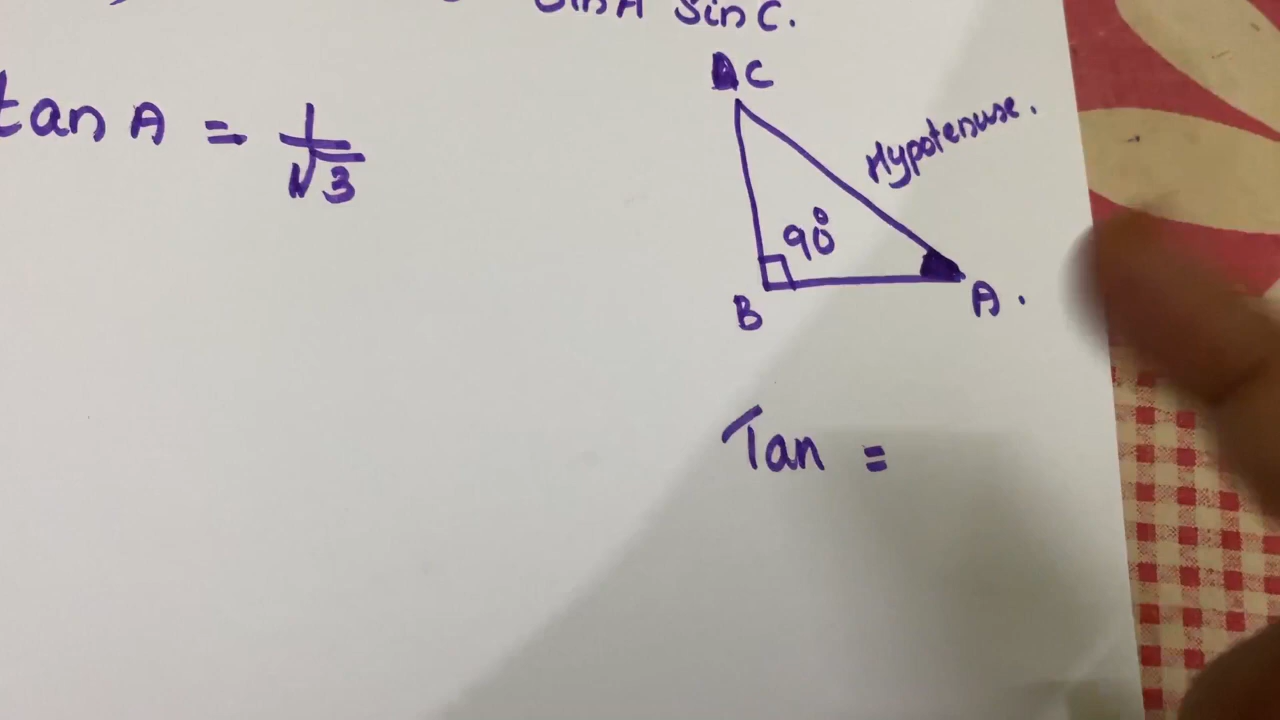 Sin C.
C
tan A = 1/√3
Hypotenuse.
90°
B
A.
Tan =